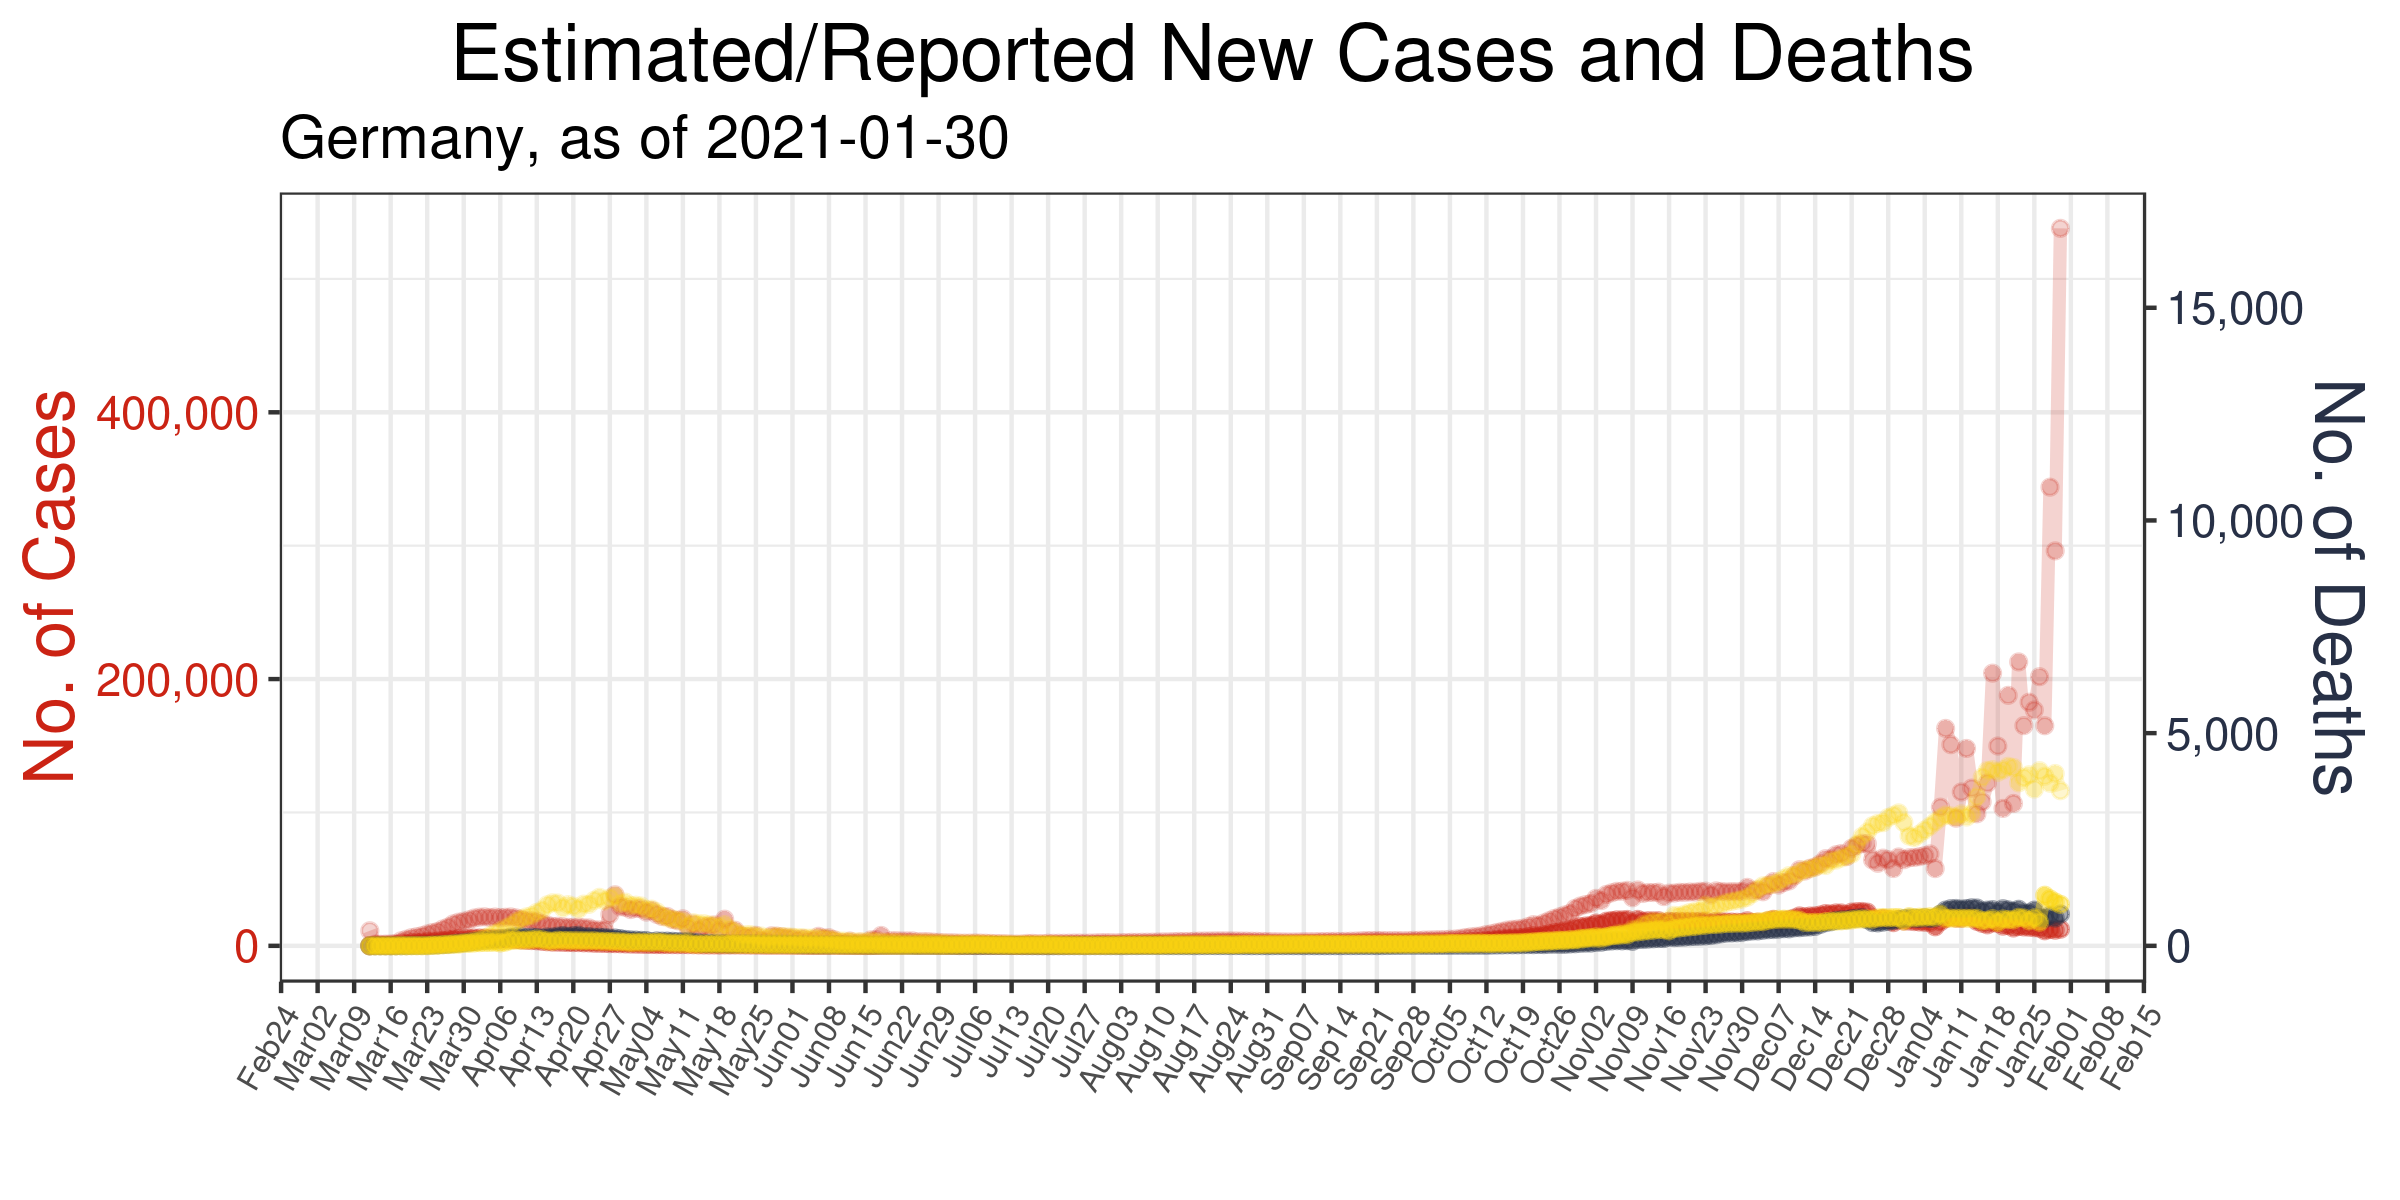 Estimated/Reported New Cases and Deaths
Germany, as of 2021-01-30
No. of Cases
400,000
200,000
0
15,000
10,000
5,000
0
No. of Deaths
Feb24
Mar02
Mar09
Mar16
Mar23
Mar30
Apr06
Apr13
Apr20
Apr27
May04
May11
May18
May25
Jun01
Jun08
Jun15
Jun22
Jun29
Jul06
Jul13
Jul20
Jul27
Aug03
Aug10
Aug17
Aug24
Aug31
Sep07
Sep14
Sep21
Sep28
Oct05
Oct12
Oct19
Oct26
Nov02
Nov09
Nov16
Nov23
Nov30
Dec07
Dec14
Dec21
Dec28
Jan04
Jan11
Jan18
Jan25
Feb01
Feb08
Feb15